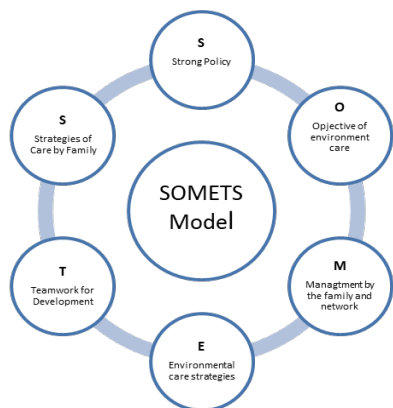 S
Strong Policy
O
Opjective of
environment
care
M
Managtment by
the family and
network
E
Environmental
care strategies
T
Teamwork for
Development
S
Strategies of
Care by Family
SOMETS
Model